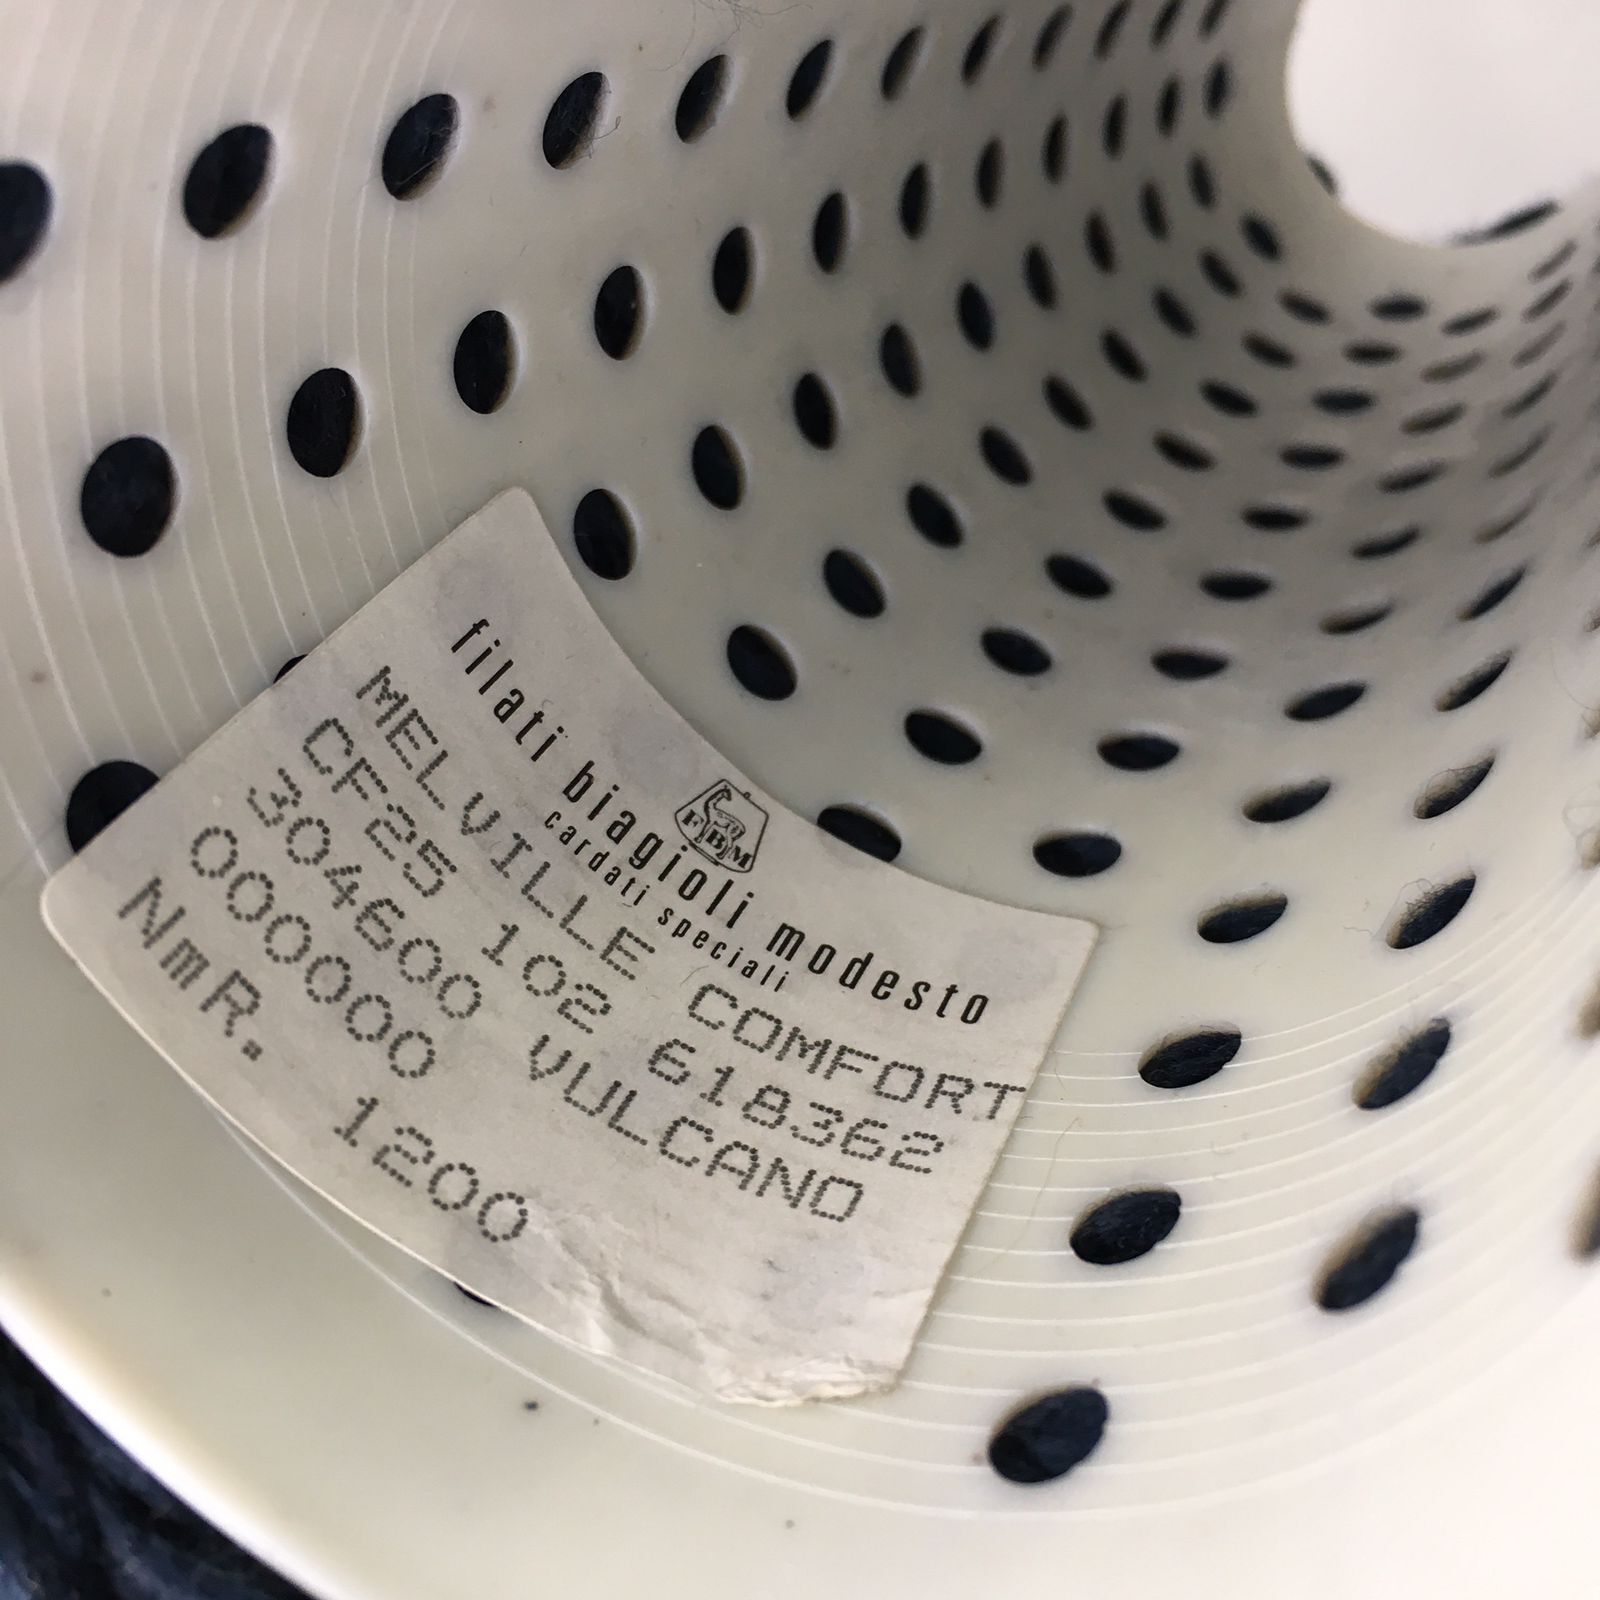 FBM
filati biagioli modesto
cardati speciali
MELVILLE COMFORT
CF25 102 618362
304600 VULCANO
000000
NmR. 1200